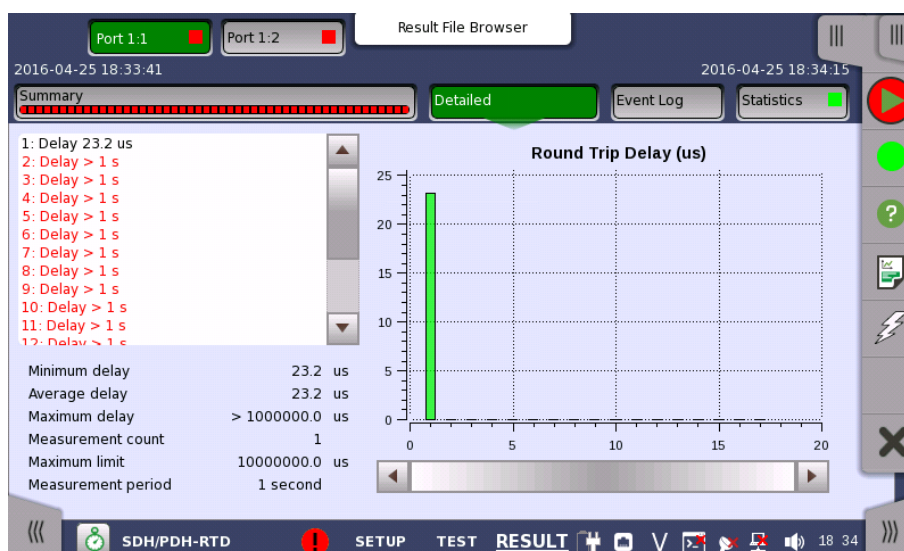 Port 1:1
Port 1:2
Result File Browser
2016-04-25 18:33:41
2016-04-25 18:34:15
Summary
Detailed
Event Log
Statistics
1: Delay 23.2 us
2: Delay > 1 s
3: Delay > 1 s
4: Delay > 1 s
5: Delay > 1 s
6: Delay > 1 s
7: Delay > 1 s
8: Delay > 1 s
9: Delay > 1 s
10: Delay > 1 s
11: Delay > 1 s
12: Delay > 1 s
Minimum delay 23.2 us
Average delay 23.2 us
Maximum delay > 1000000.0 us
Measurement count 1
Maximum limit 10000000.0 us
Measurement period 1 second
Round Trip Delay (us)
25
20
15
10
5
0
0 5 10 15 20
SDH/PDH-RTD
SETUP TEST RESULT V 18 34